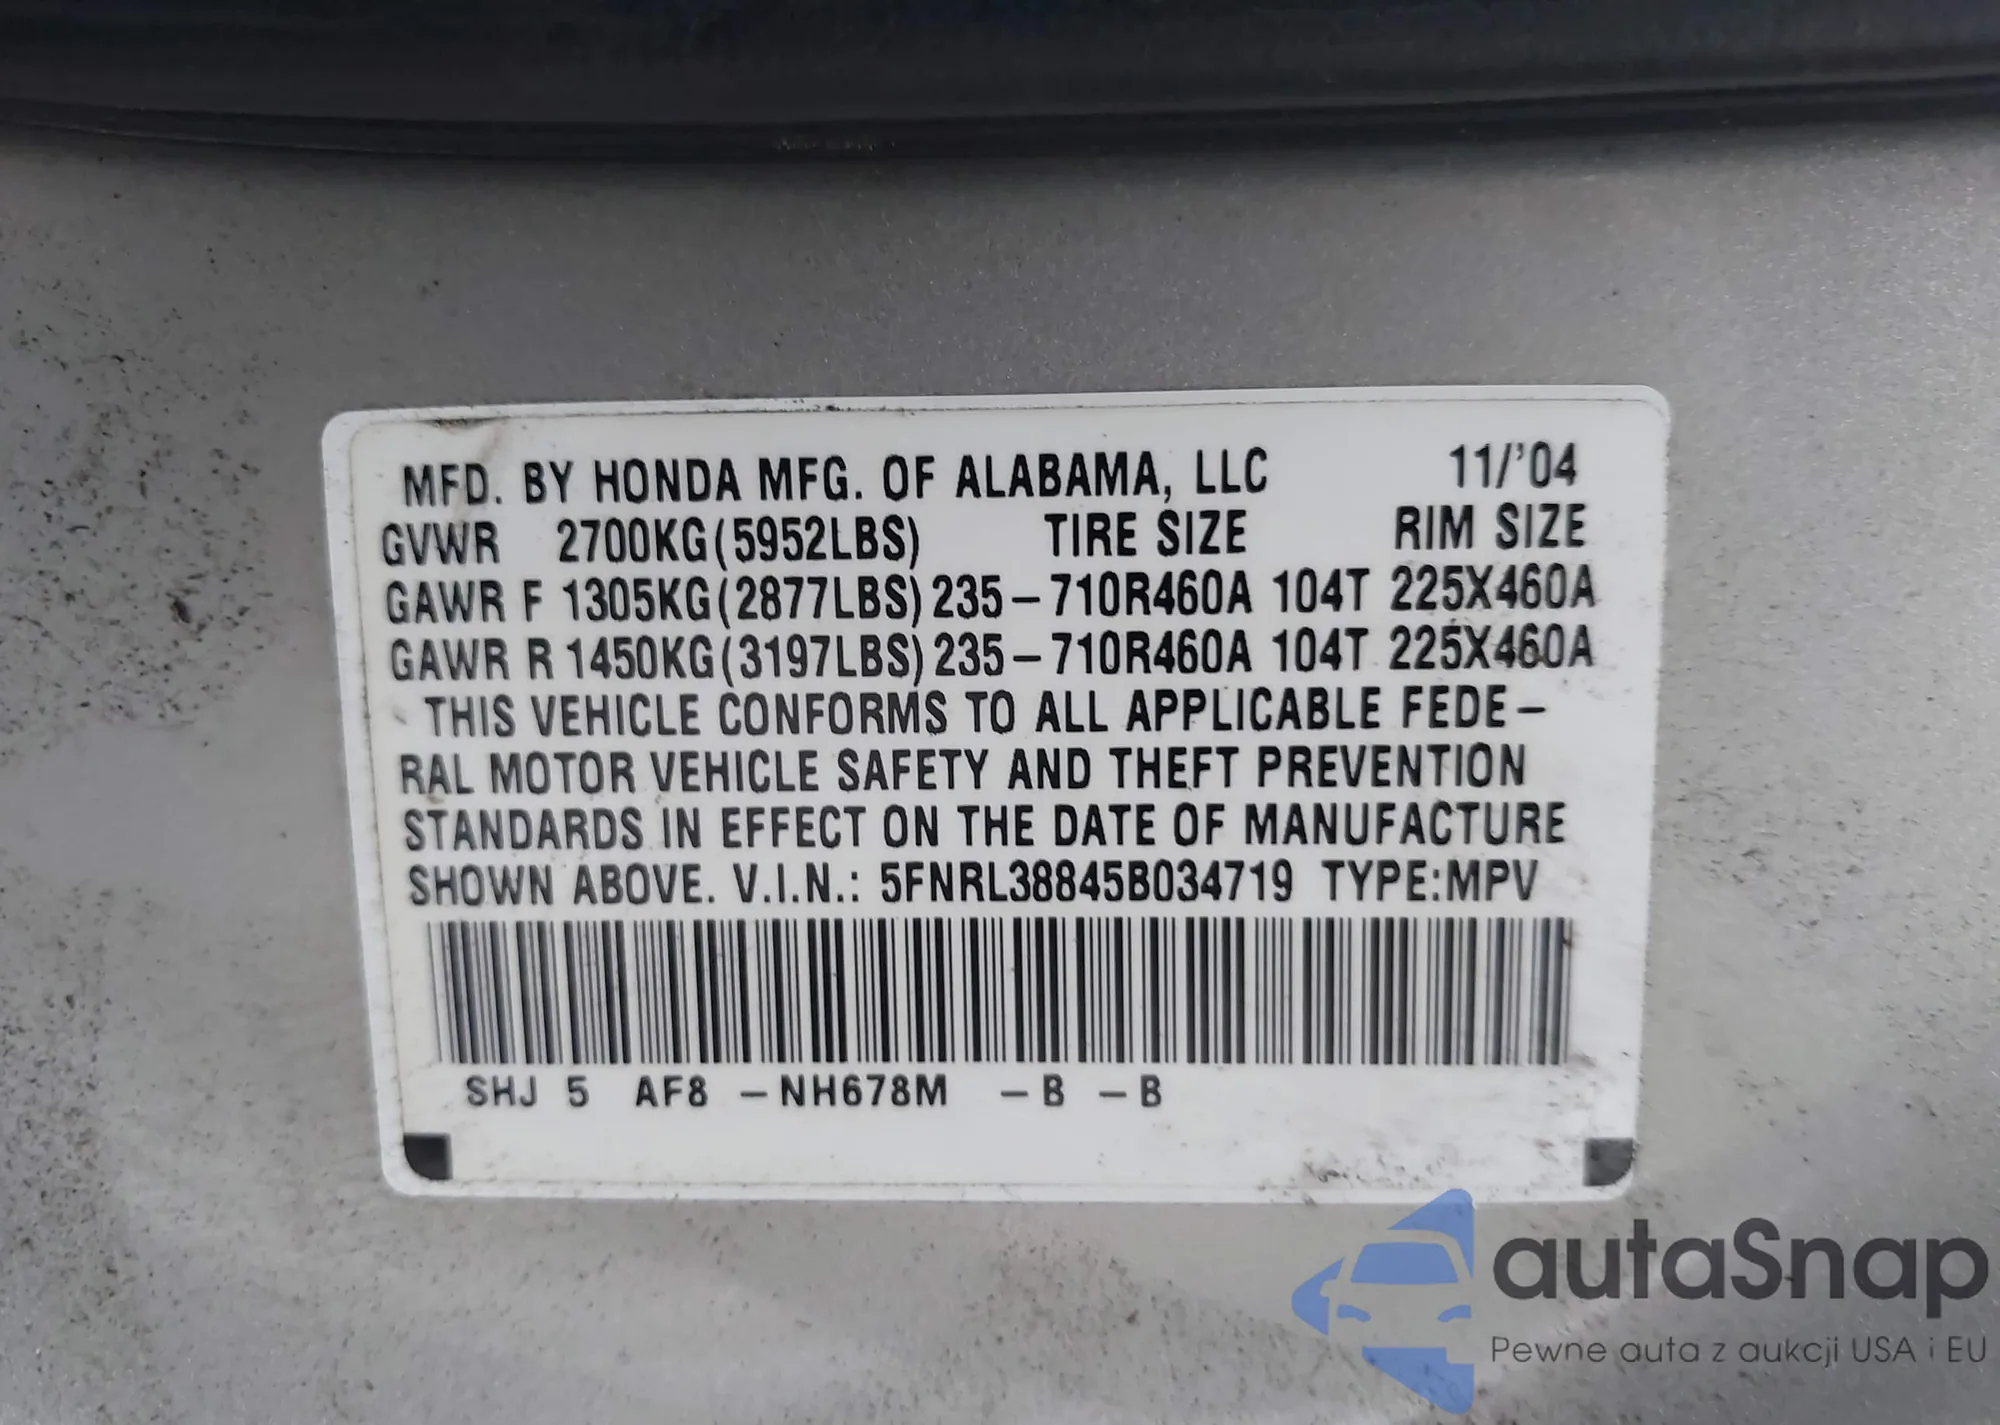 MFD. BY HONDA MFG. OF ALABAMA, LLC 11/'04
GVWR 2700KG(5952LBS) TIRE SIZE RIM SIZE
GAWR F 1305KG(2877LBS) 235-710R460A 104T 225X460A
GAWR R 1450KG(3197LBS) 235-710R460A 104T 225X460A
THIS VEHICLE CONFORMS TO ALL APPLICABLE FEDE-
RAL MOTOR VEHICLE SAFETY AND THEFT PREVENTION
STANDARDS IN EFFECT ON THE DATE OF MANUFACTURE
SHOWN ABOVE. V.I.N.: 5FNRL38845B034719 TYPE:MPV
SHJ 5 AF8 -NH678M -B -B
autaSnap
Pewne auta z aukcji USA i EU